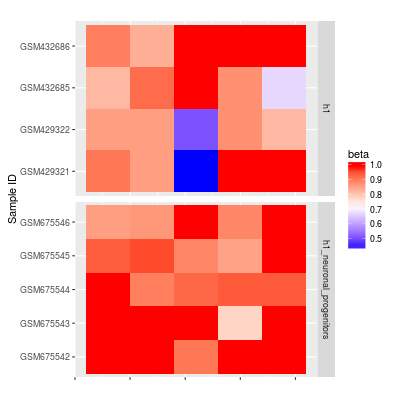 Sample ID
GSM432686
GSM432685
GSM429322
GSM429321
h1
GSM675546
GSM675545
GSM675544
GSM675543
GSM675542
h1_neuronal_progenitors
beta
1.0
0.9
0.8
0.7
0.6
0.5